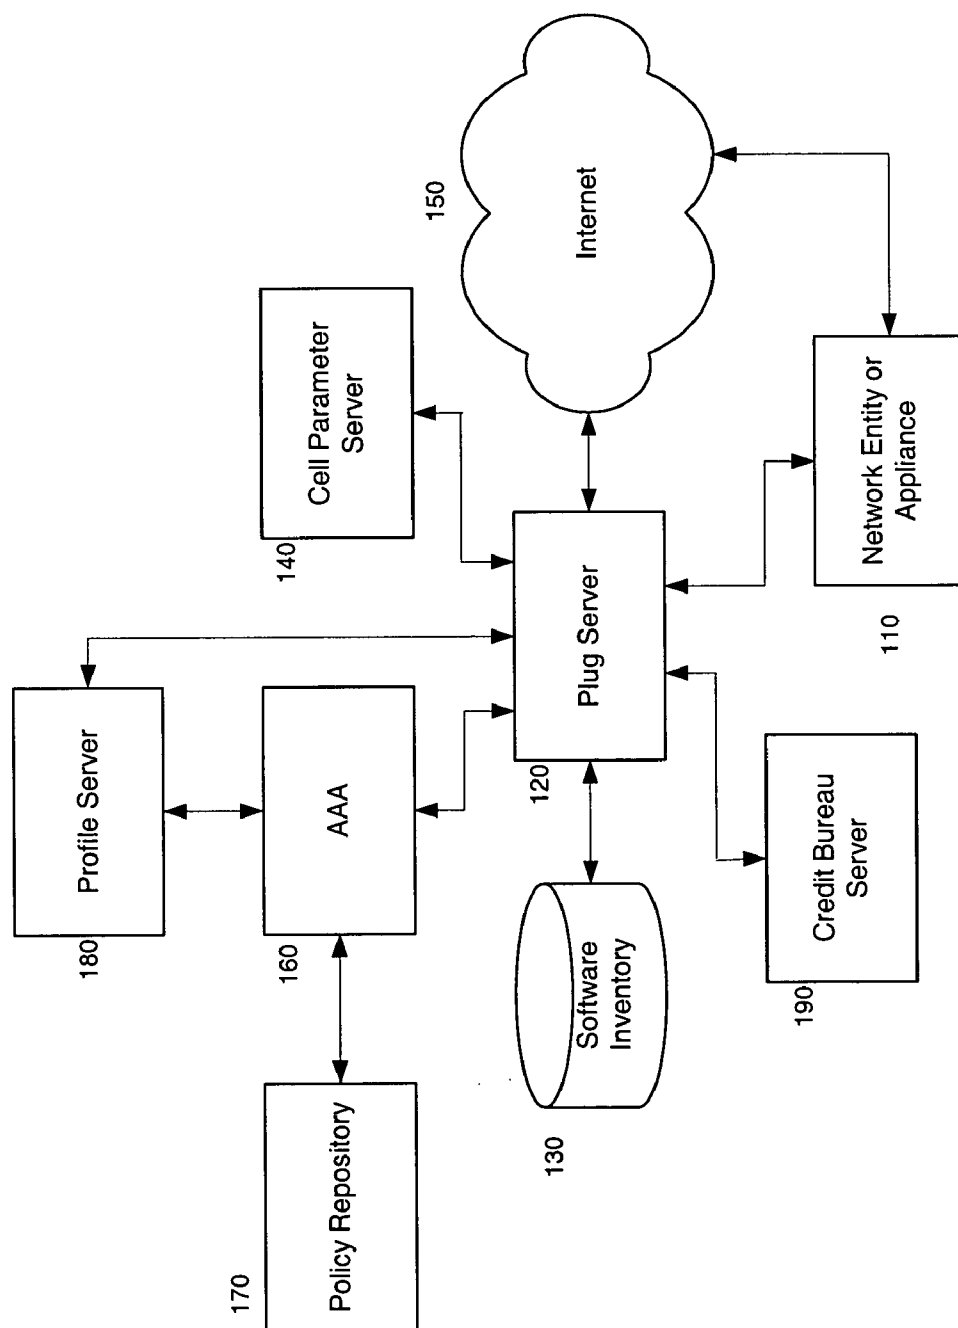 170
Policy Repository
180
Profile Server
160
AAA
140
Cell Parameter
Server
150
Internet
130
Software
Inventory
120
Plug Server
190
Credit Bureau
Server
110
Network Entity or
Appliance